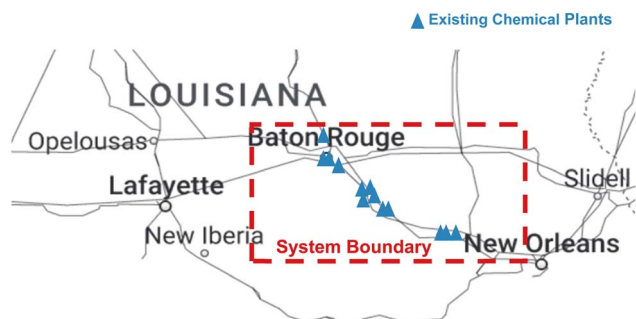 Existing Chemical Plants
LOUISIANA
Opelousas
Baton Rouge
Lafayette
Slidell
New Iberia
System Boundary
New Orleans